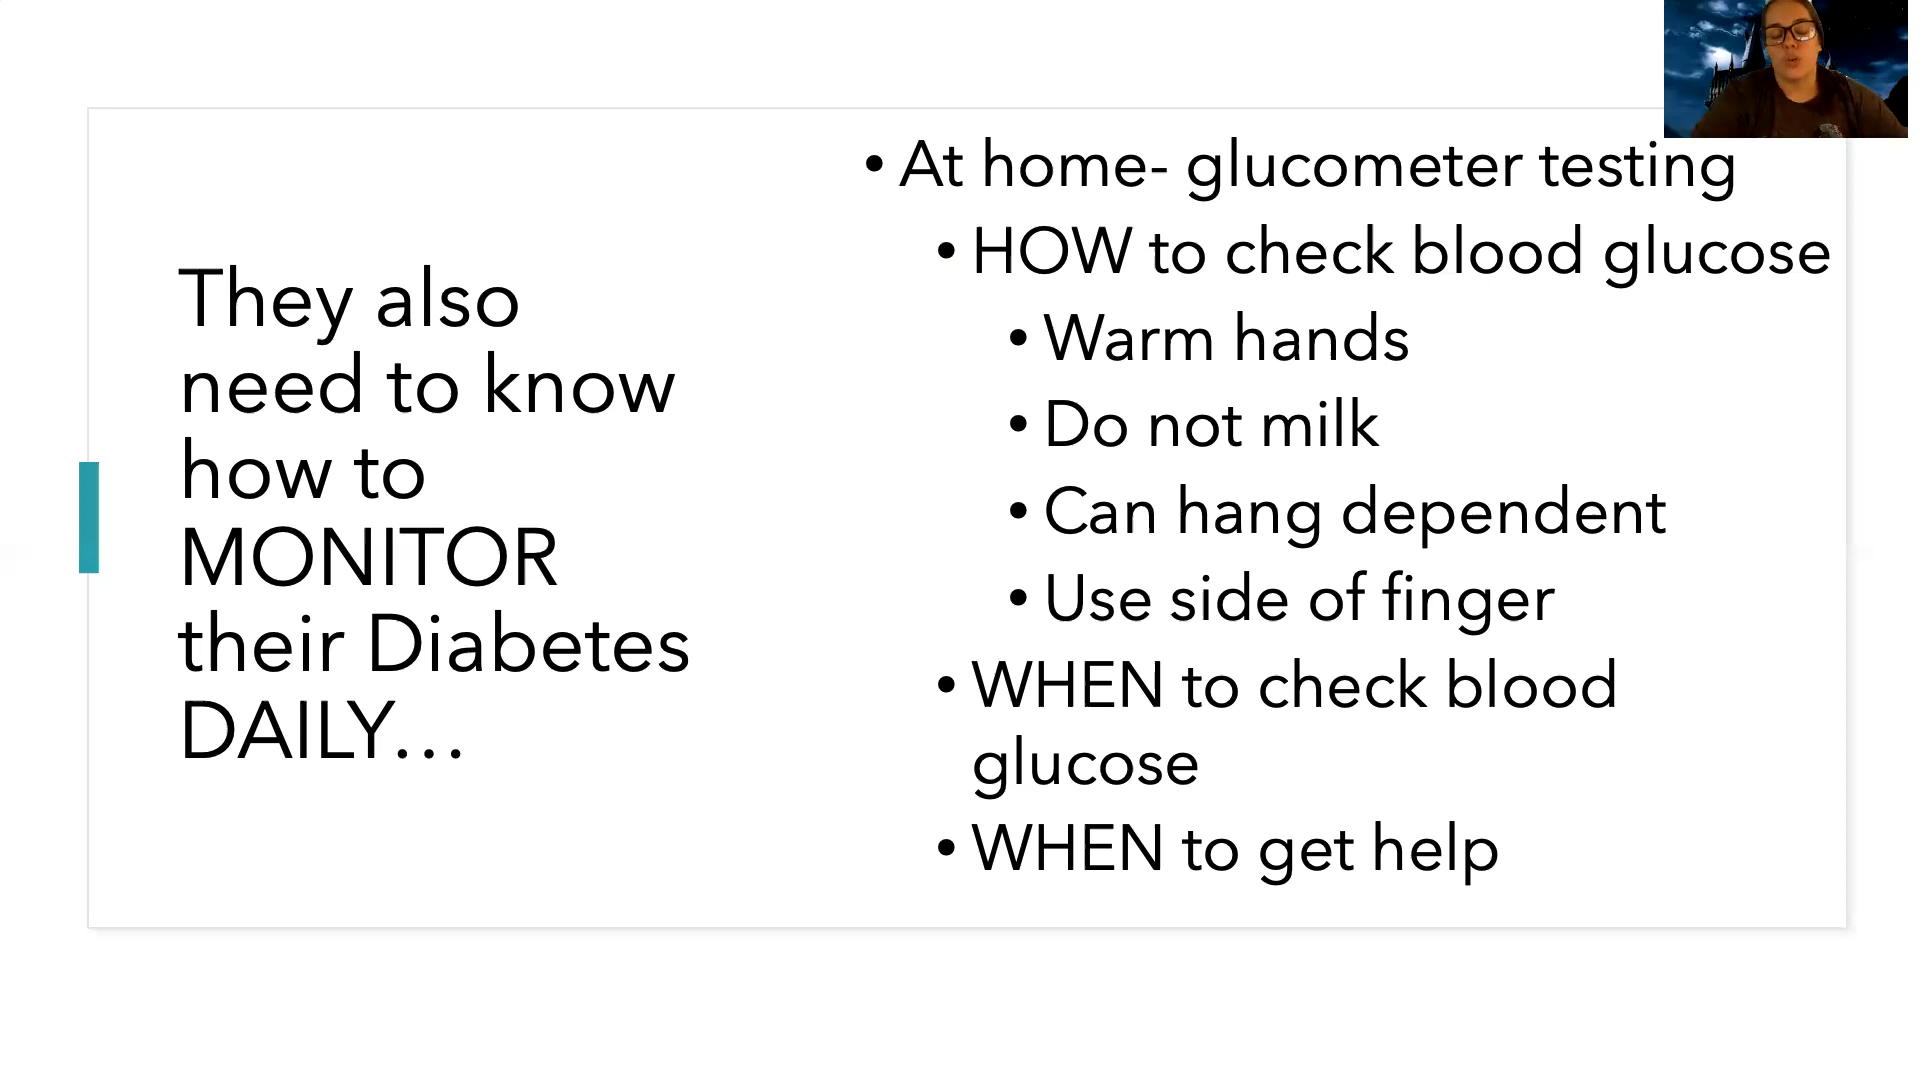 They also
need to know
how to
MONITOR
their Diabetes
DAILY…
• At home- glucometer testing
• HOW to check blood glucose
• Warm hands
• Do not milk
• Can hang dependent
• Use side of finger
• WHEN to check blood
glucose
• WHEN to get help